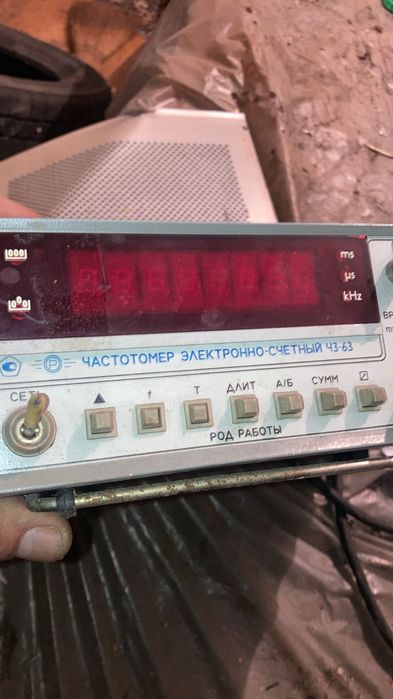 ms
μs
kHz
ЧАСТОТОМЕР ЭЛЕКТРОННО-СЧЕТНЫЙ Ч3-63
СЕТЬ
f
T
ДЛИТ
А/Б
СУММ
РОД РАБОТЫ